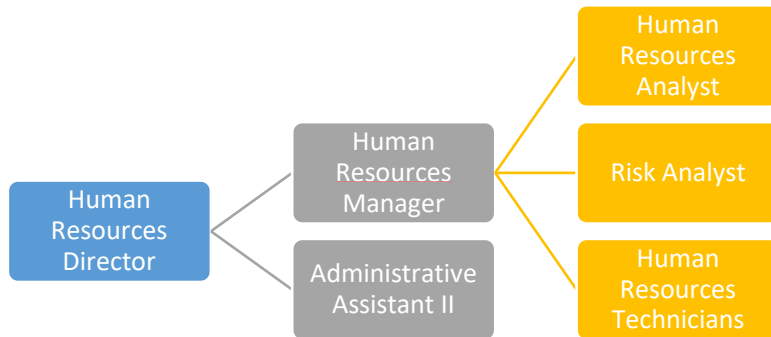 Human
Resources
Director
Human
Resources
Manager
Administrative
Assistant II
Human
Resources
Analyst
Risk Analyst
Human
Resources
Technicians